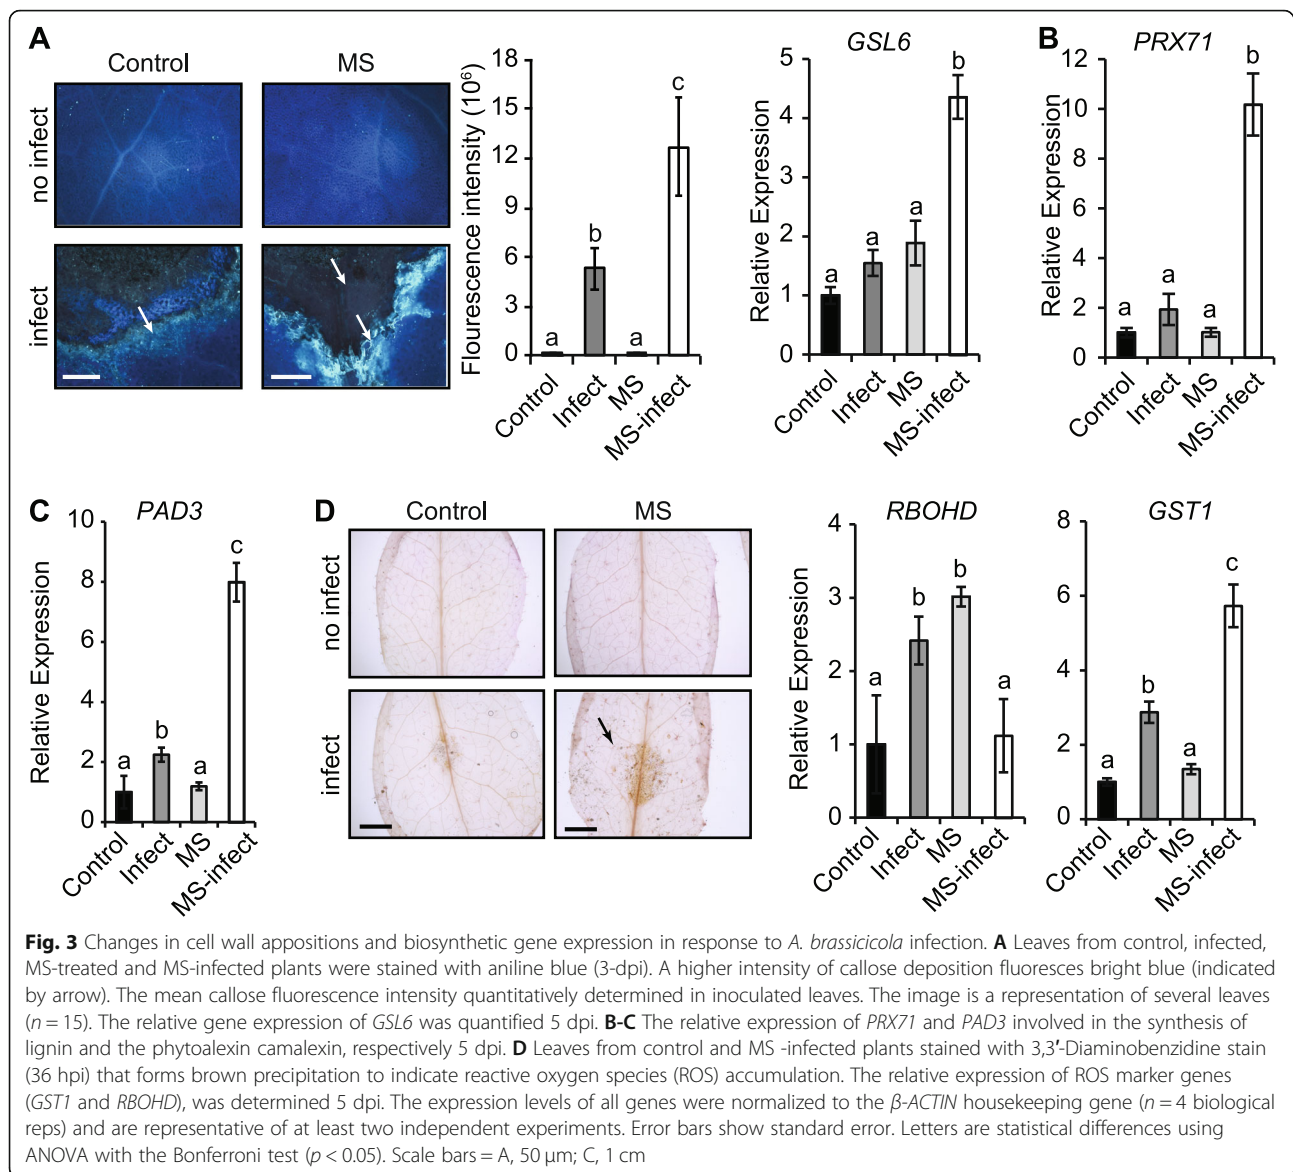 A
Control
MS
no infect
infect
Flourescence intensity (10⁶)
18
15
12
9
6
3
0
a
b
a
c
Control
Infect
MS
MS-infect
GSL6
Relative Expression
5
4
3
2
1
0
a
a
a
b
Control
Infect
MS
MS-infect
B
PRX71
Relative Expression
12
10
8
6
4
2
0
a
a
a
b
Control
Infect
MS
MS-infect
C
PAD3
Relative Expression
10
8
6
4
2
0
a
b
a
c
Control
Infect
MS
MS-infect
D
Control
MS
no infect
infect
RBOHD
Relative Expression
4
3
2
1
0
a
b
b
a
Control
Infect
MS
MS-infect
GST1
8
6
4
2
0
a
b
a
c
Control
Infect
MS
MS-infect
Fig. 3 Changes in cell wall appositions and biosynthetic gene expression in response to A. brassicicola infection. A Leaves from control, infected,
MS-treated and MS-infected plants were stained with aniline blue (3-dpi). A higher intensity of callose deposition fluoresces bright blue (indicated
by arrow). The mean callose fluorescence intensity quantitatively determined in inoculated leaves. The image is a representation of several leaves
(n = 15). The relative gene expression of GSL6 was quantified 5 dpi. B-C The relative expression of PRX71 and PAD3 involved in the synthesis of
lignin and the phytoalexin camalexin, respectively 5 dpi. D Leaves from control and MS -infected plants stained with 3,3′-Diaminobenzidine stain
(36 hpi) that forms brown precipitation to indicate reactive oxygen species (ROS) accumulation. The relative expression of ROS marker genes
(GST1 and RBOHD), was determined 5 dpi. The expression levels of all genes were normalized to the β-ACTIN housekeeping gene (n = 4 biological
reps) and are representative of at least two independent experiments. Error bars show standard error. Letters are statistical differences using
ANOVA with the Bonferroni test (p < 0.05). Scale bars = A, 50 μm; C, 1 cm